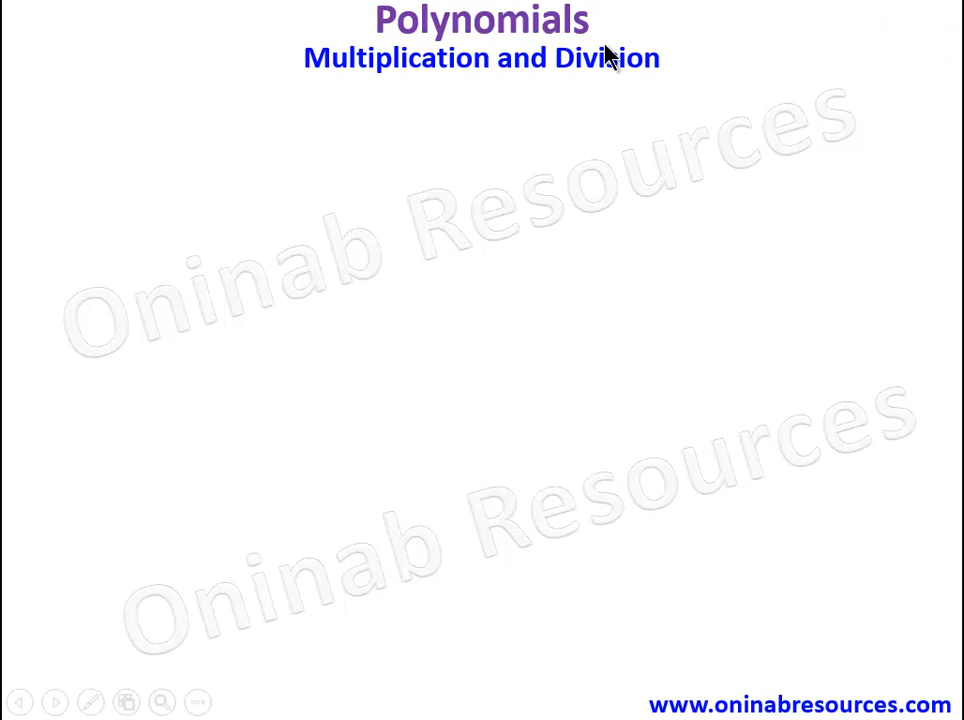 Polynomials
Multiplication and Division
Oninab Resources
Oninab Resources
www.oninabresources.com